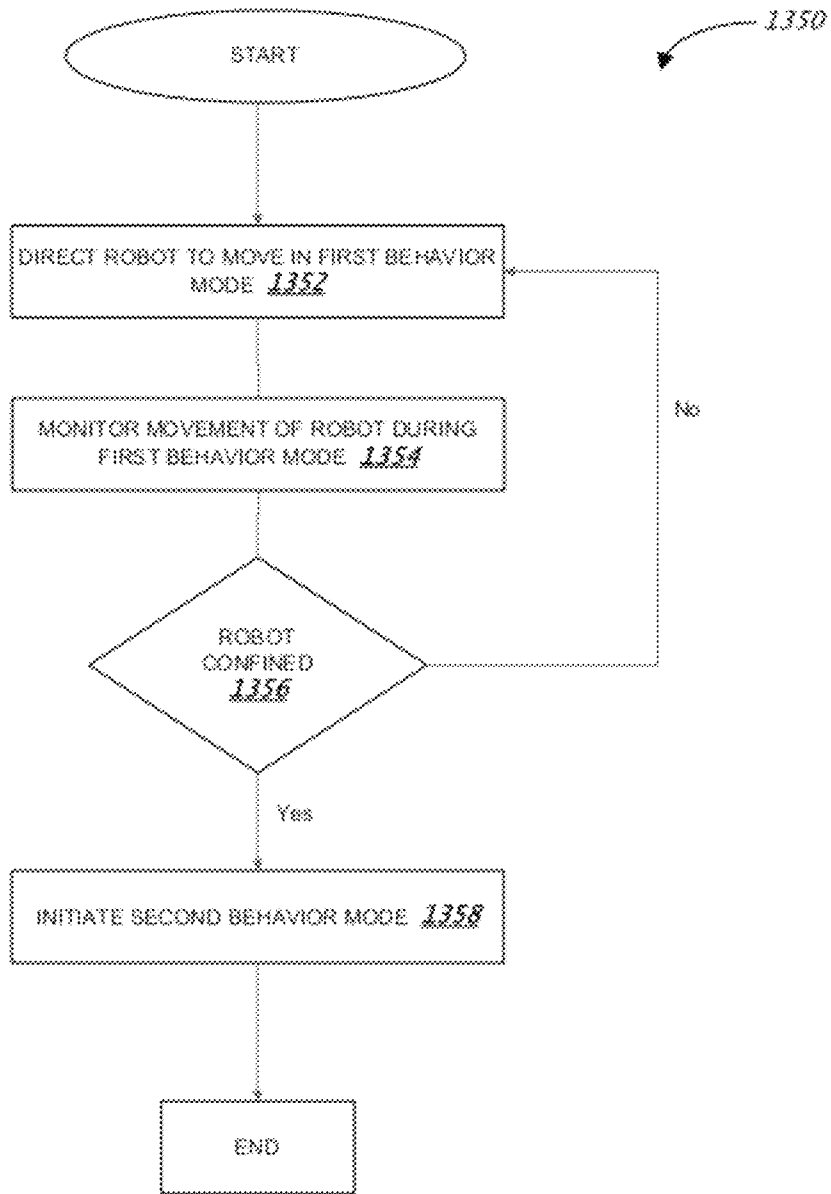 1350
START
DIRECT ROBOT TO MOVE IN FIRST BEHAVIOR
MODE 1352
MONITOR MOVEMENT OF ROBOT DURING
FIRST BEHAVIOR MODE 1354
No
ROBOT
CONFINED
1356
Yes
INITIATE SECOND BEHAVIOR MODE 1358
END